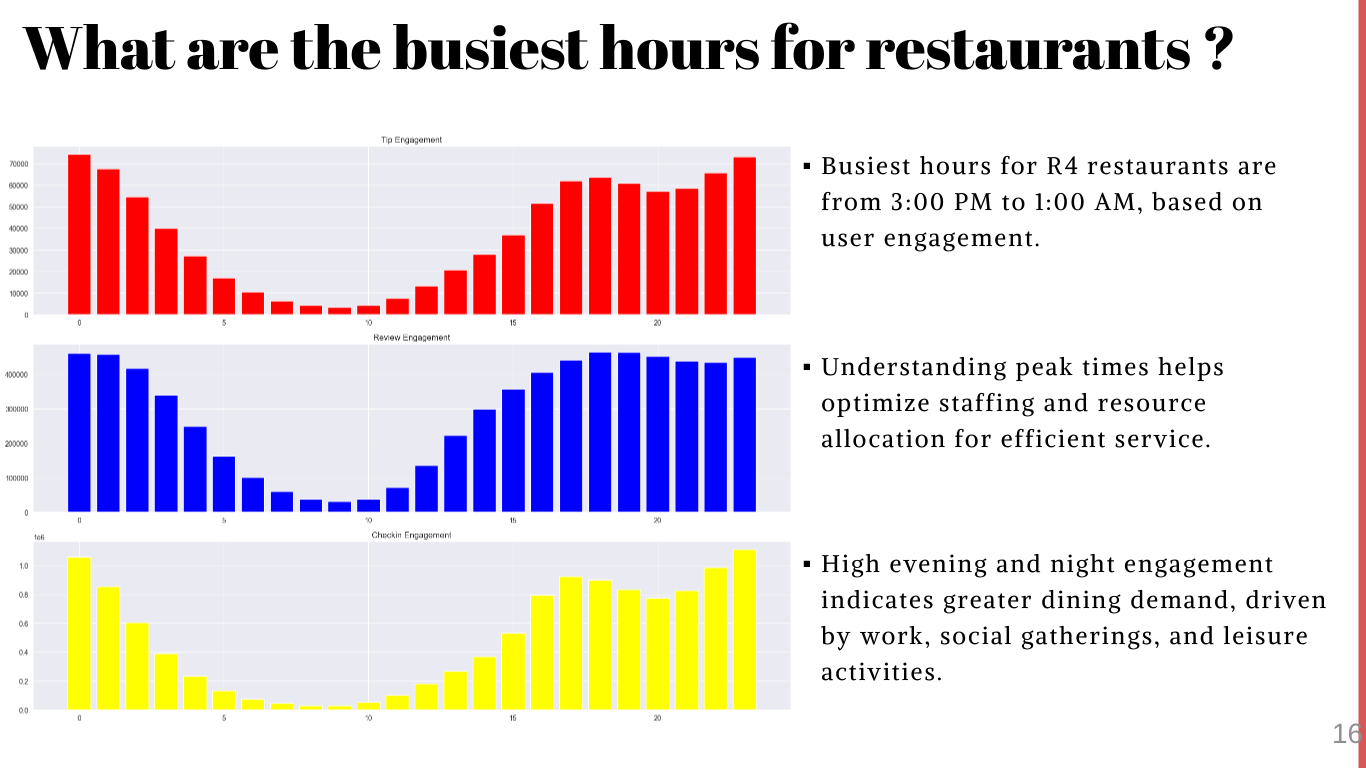 What are the busiest hours for restaurants ?
Tip Engagement
70000
60000
50000
40000
30000
20000
10000
0
0 5 10 15 20
Review Engagement
400000
300000
200000
100000
0
0 5 10 15 20
Checkin Engagement
1e6
1.0
0.8
0.6
0.4
0.2
0.0
0 5 10 15 20
▪ Busiest hours for R4 restaurants are
from 3:00 PM to 1:00 AM, based on
user engagement.
▪ Understanding peak times helps
optimize staffing and resource
allocation for efficient service.
▪ High evening and night engagement
indicates greater dining demand, driven
by work, social gatherings, and leisure
activities.
16